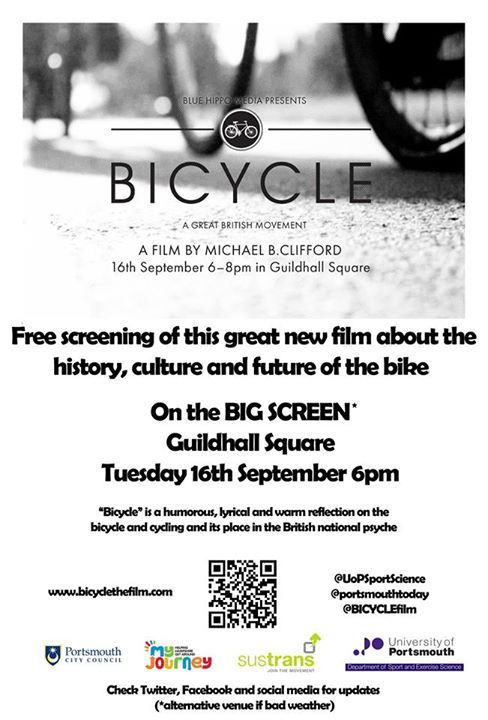 BLUE HIPPO MEDIA PRESENTS
BICYCLE
A GREAT BRITISH MOVEMENT
A FILM BY MICHAEL B.CLIFFORD
16th September 6–8pm in Guildhall Square
Free screening of this great new film about the
history, culture and future of the bike
On the BIG SCREEN*
Guildhall Square
Tuesday 16th September 6pm
“Bicycle” is a humorous, lyrical and warm reflection on the
bicycle and cycling and its place in the British national psyche
www.bicyclethefilm.com
@UoPSportScience
@portsmouthtoday
@BICYCLEfilm
Portsmouth
CITY COUNCIL
my
HELPING
HAMPSHIRE
GET AROUND
JOURNEY
sustrans
JOIN THE MOVEMENT
University of
Portsmouth
Department of Sport and Exercise Science
Check Twitter, Facebook and social media for updates
(*alternative venue if bad weather)